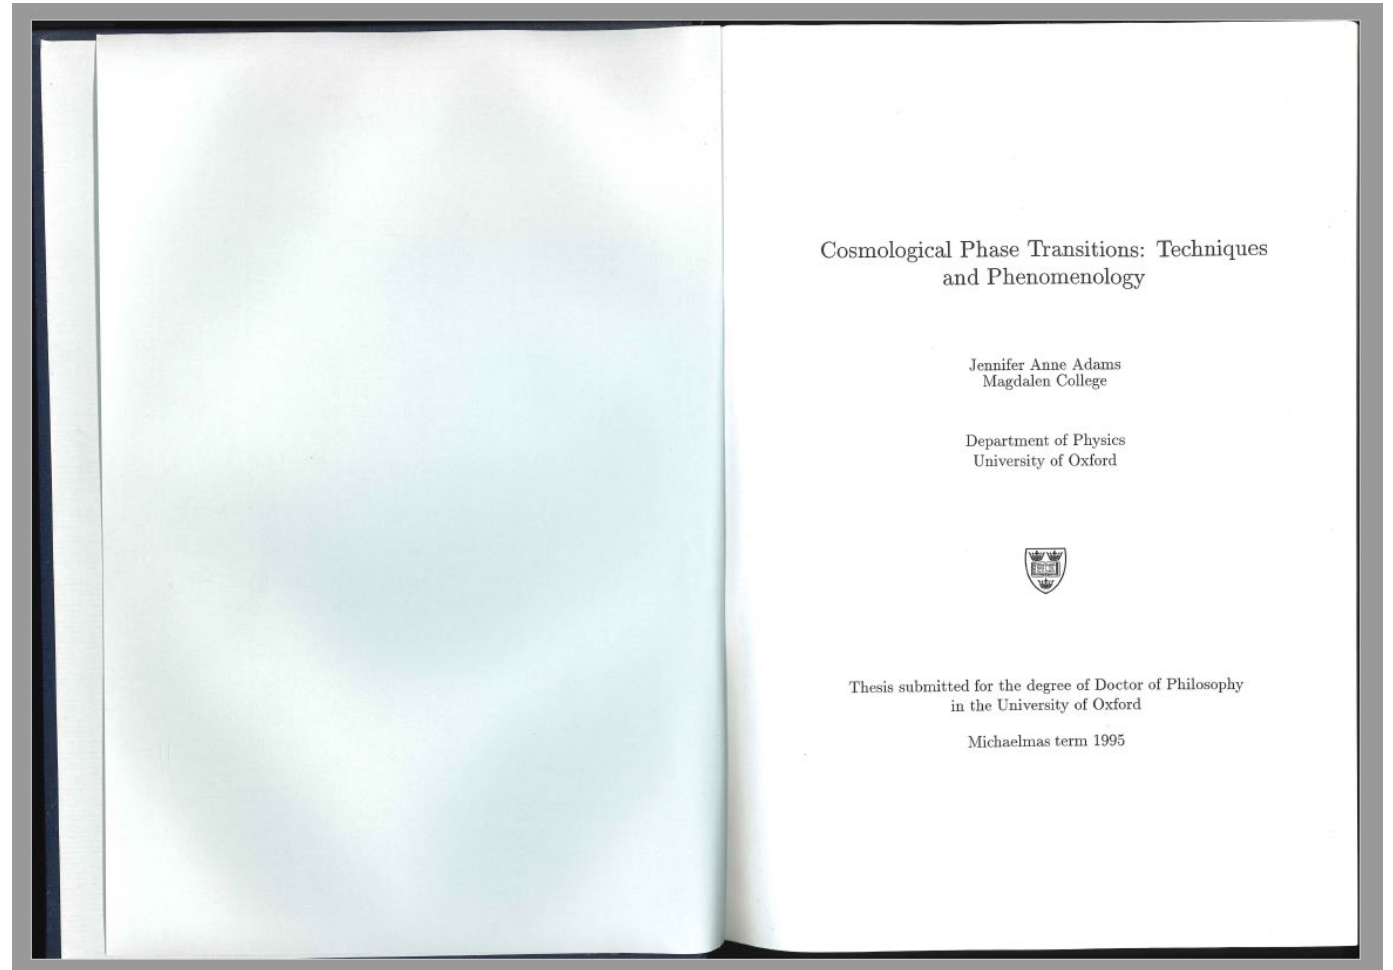 Cosmological Phase Transitions: Techniques
and Phenomenology
Jennifer Anne Adams
Magdalen College
Department of Physics
University of Oxford
Thesis submitted for the degree of Doctor of Philosophy
in the University of Oxford
Michaelmas term 1995